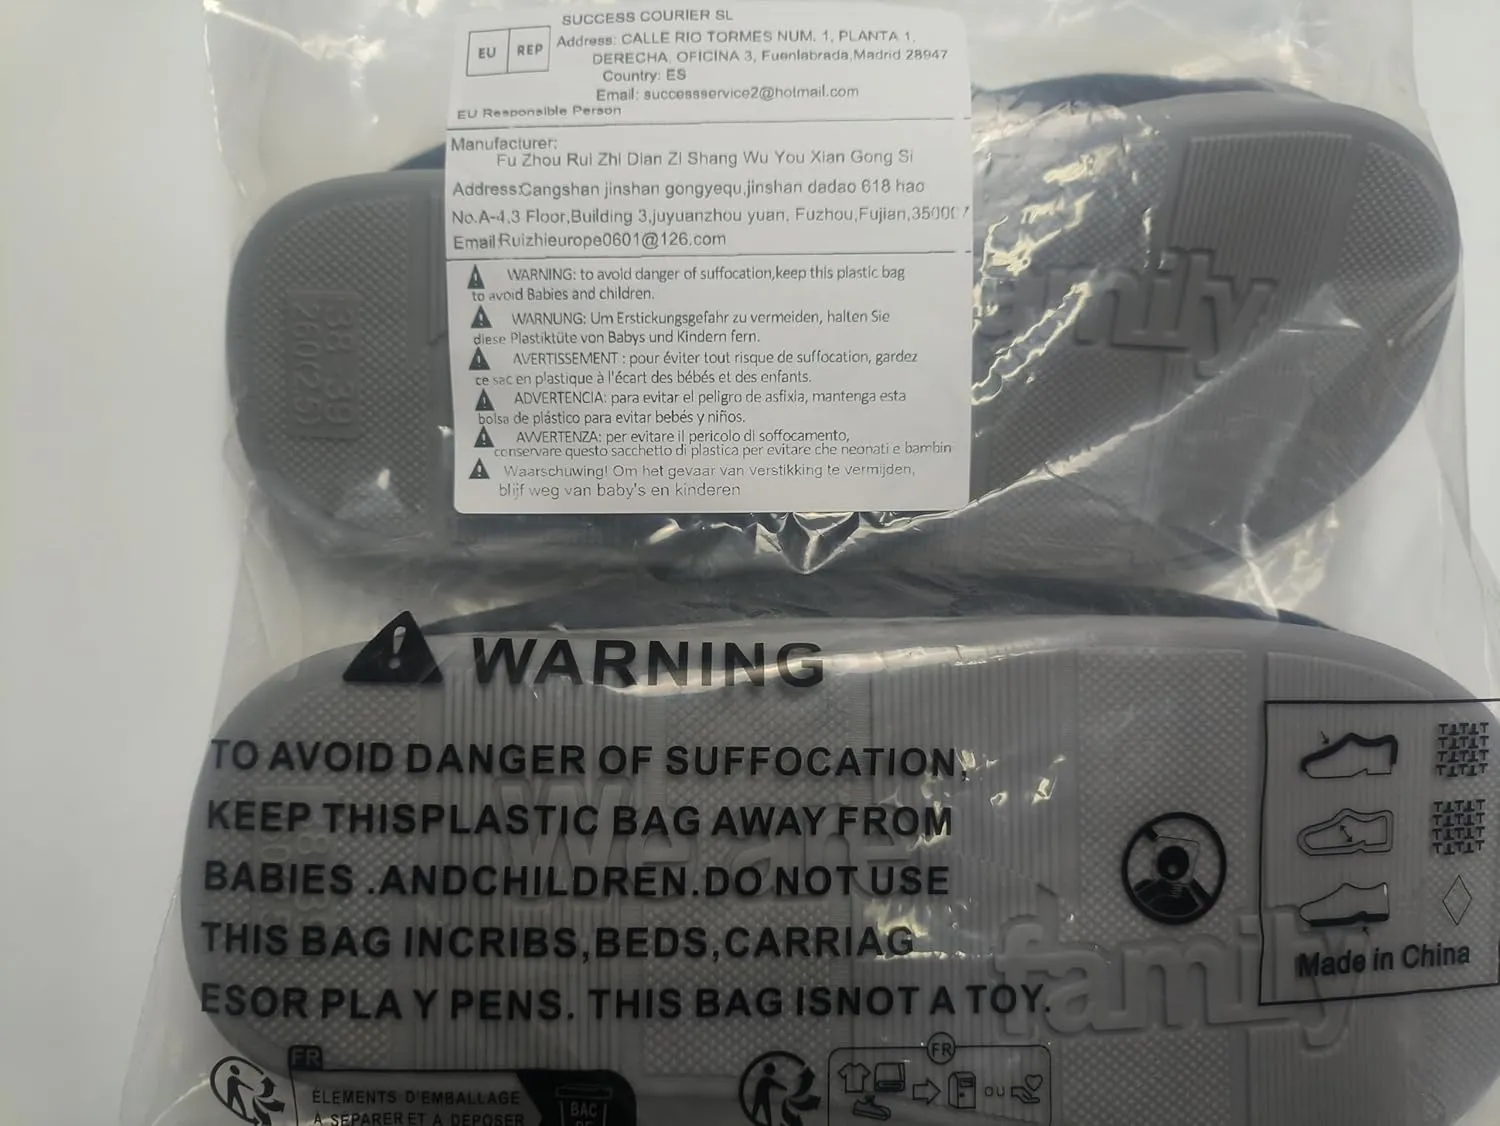 SUCCESS COURIER SL
EU REP
Address: CALLE RIO TORMES NUM. 1, PLANTA 1,
DERECHA, OFICINA 3, Fuenlabrada,Madrid 28947
Country: ES
Email: successservice2@hotmail.com
EU Responsible Person
Manufacturer:
Fu Zhou Rui Zhi Dian Zi Shang Wu You Xian Gong Si
Address:Cangshan jinshan gongyequ,jinshan dadao 618 hao
No.A-4,3 Floor,Building 3,juyuanzhou yuan, Fuzhou,Fujian,350007
Email:Ruizhieurope0601@126.com
WARNING: to avoid danger of suffocation,keep this plastic bag
to avoid Babies and children.
WARNUNG: Um Erstickungsgefahr zu vermeiden, halten Sie
diese Plastiktüte von Babys und Kindern fern.
AVERTISSEMENT : pour éviter tout risque de suffocation, gardez
ce sac en plastique à l'écart des bébés et des enfants.
ADVERTENCIA: para evitar el peligro de asfixia, mantenga esta
bolsa de plástico para evitar bebés y niños.
AVVERTENZA: per evitare il pericolo di soffocamento,
conservare questo sacchetto di plastica per evitare che neonati e bambin
Waarschuwing! Om het gevaar van verstikking te vermijden,
blijf weg van baby's en kinderen
family
WARNING
TO AVOID DANGER OF SUFFOCATION,
KEEP THISPLASTIC BAG AWAY FROM
BABIES .ANDCHILDREN.DO NOT USE
THIS BAG INCRIBS,BEDS,CARRIAG
ESOR PLA Y PENS. THIS BAG ISNOT A TOY.
We are
family
Made in China
FR
ÉLÉMENTS D'EMBALLAGE
À SÉPARER ET À DÉPOSER
BAC
FR
OU